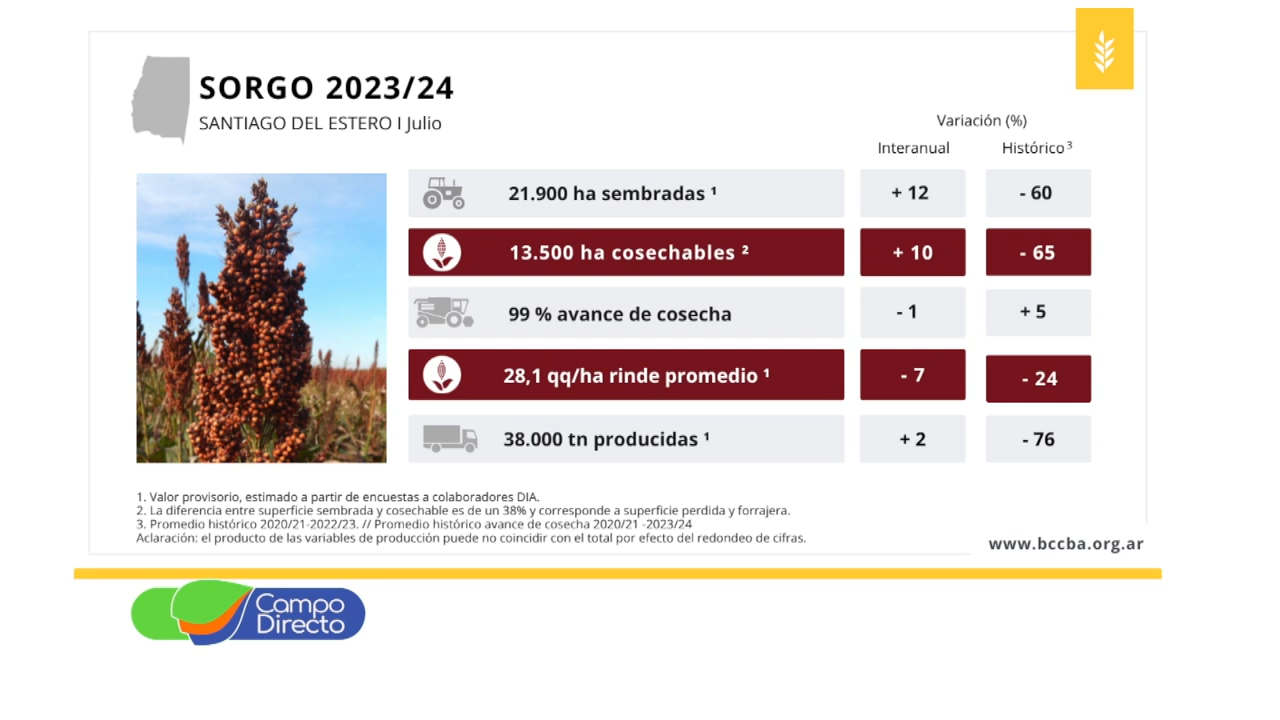 SORGO 2023/24
SANTIAGO DEL ESTERO I Julio
Variación (%)
Interanual Histórico ³
21.900 ha sembradas ¹ + 12 - 60
13.500 ha cosechables ² + 10 - 65
99 % avance de cosecha - 1 + 5
28,1 qq/ha rinde promedio ¹ - 7 - 24
38.000 tn producidas ¹ + 2 - 76
1. Valor provisorio, estimado a partir de encuestas a colaboradores DIA.
2. La diferencia entre superficie sembrada y cosechable es de un 38% y corresponde a superficie perdida y forrajera.
3. Promedio histórico 2020/21-2022/23. // Promedio histórico avance de cosecha 2020/21 -2023/24
Aclaración: el producto de las variables de producción puede no coincidir con el total por efecto del redondeo de cifras.
www.bccba.org.ar
Campo
Directo